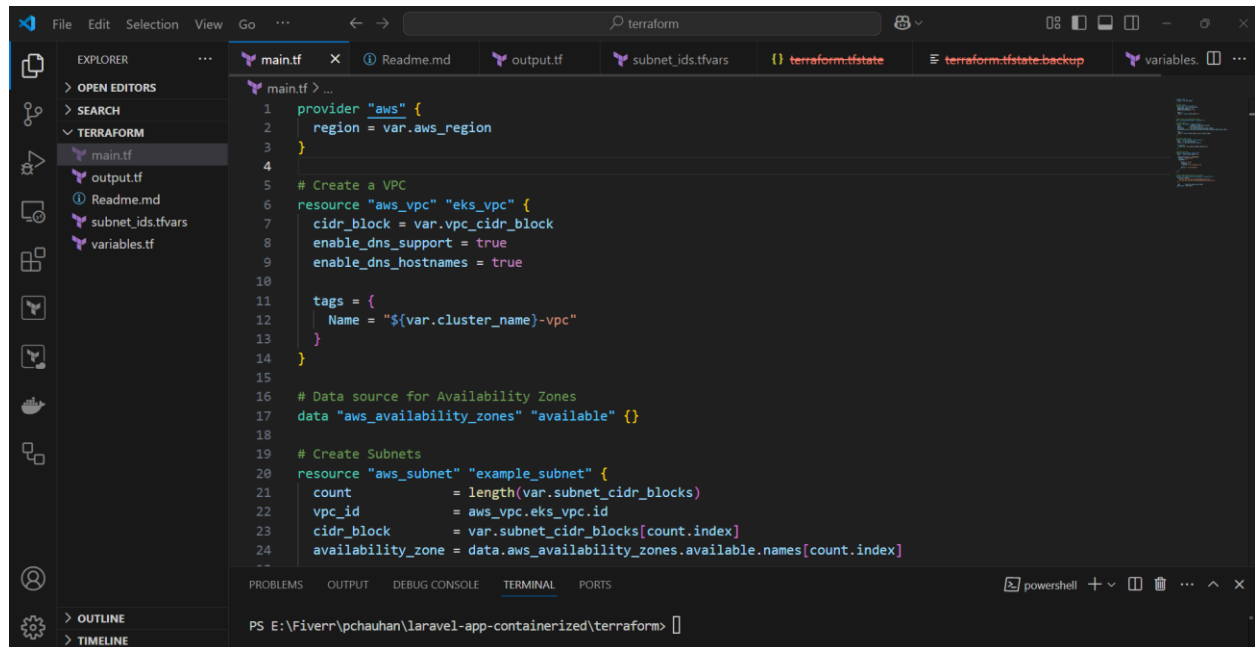 File Edit Selection View Go ··· ← → terraform
EXPLORER ···
> OPEN EDITORS
> SEARCH
TERRAFORM
main.tf
output.tf
Readme.md
subnet_ids.tfvars
variables.tf
> OUTLINE
> TIMELINE
main.tf × Readme.md output.tf subnet_ids.tfvars {} terraform.tfstate terraform.tfstate.backup variables. ···
main.tf > ...
1 provider "aws" {
2   region = var.aws_region
3 }
4
5 # Create a VPC
6 resource "aws_vpc" "eks_vpc" {
7   cidr_block = var.vpc_cidr_block
8   enable_dns_support = true
9   enable_dns_hostnames = true
10
11   tags = {
12     Name = "${var.cluster_name}-vpc"
13   }
14 }
15
16 # Data source for Availability Zones
17 data "aws_availability_zones" "available" {}
18
19 # Create Subnets
20 resource "aws_subnet" "example_subnet" {
21   count             = length(var.subnet_cidr_blocks)
22   vpc_id            = aws_vpc.eks_vpc.id
23   cidr_block        = var.subnet_cidr_blocks[count.index]
24   availability_zone = data.aws_availability_zones.available.names[count.index]
PROBLEMS OUTPUT DEBUG CONSOLE TERMINAL PORTS powershell
PS E:\Fiverr\pchauhan\laravel-app-containerized\terraform>